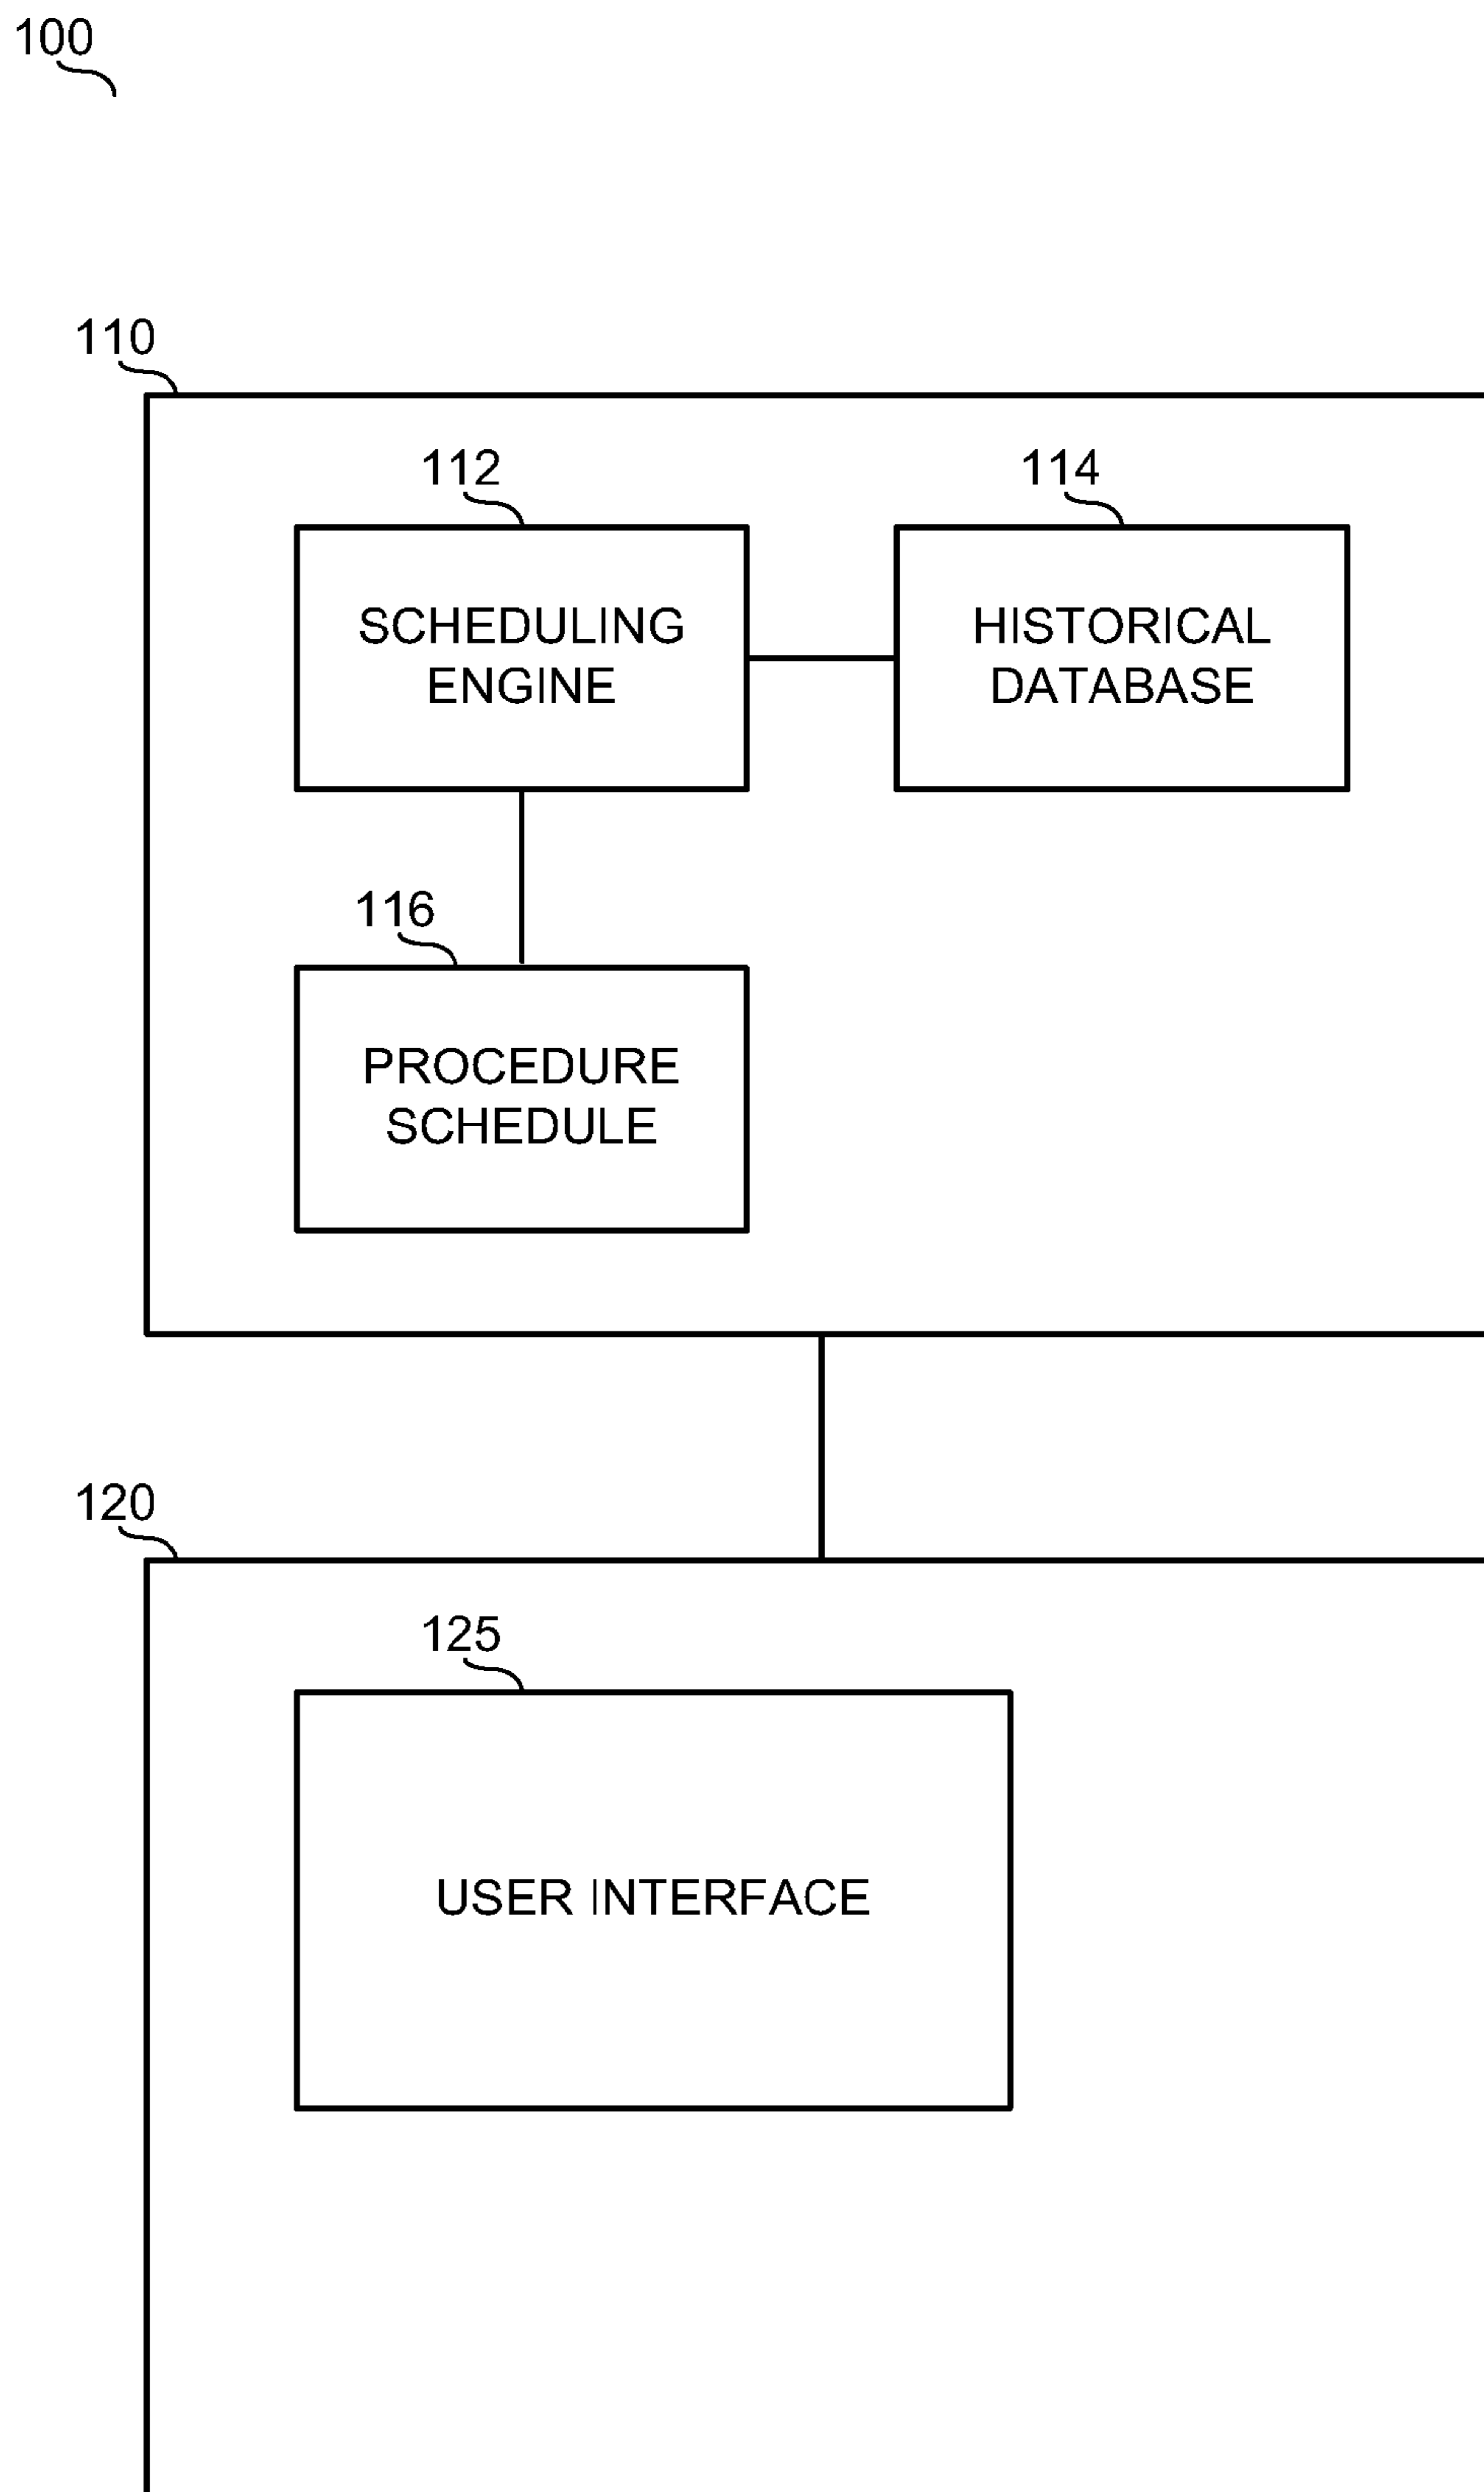 100
110
112
114
SCHEDULING
ENGINE
HISTORICAL
DATABASE
116
PROCEDURE
SCHEDULE
120
125
USER INTERFACE